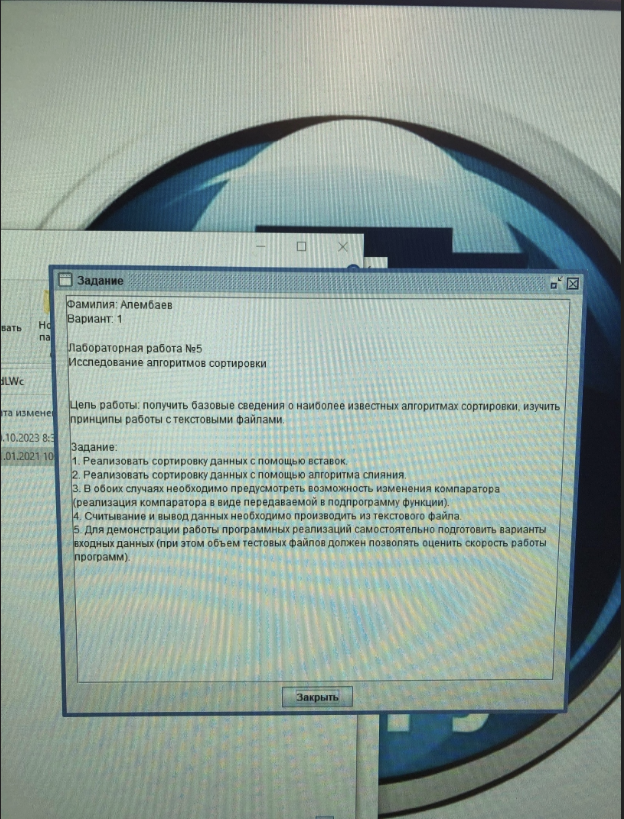 Задание
Фамилия: Алембаев
Вариант: 1
Лабораторная работа №5
Исследование алгоритмов сортировки
Цель работы: получить базовые сведения о наиболее известных алгоритмах сортировки, изучить
принципы работы с текстовыми файлами.
Задание:
1. Реализовать сортировку данных с помощью вставок.
2. Реализовать сортировку данных с помощью алгоритма слияния.
3. В обоих случаях необходимо предусмотреть возможность изменения компаратора
(реализация компаратора в виде передаваемой в подпрограмму функции).
4. Считывание и вывод данных необходимо производить из текстового файла.
5. Для демонстрации работы программных реализаций самостоятельно подготовить варианты
входных данных (при этом объем тестовых файлов должен позволять оценить скорость работы
программ).
Закрыть
вать
Но
па
dLWc
та измене
.10.2023 8:3
.01.2021 10